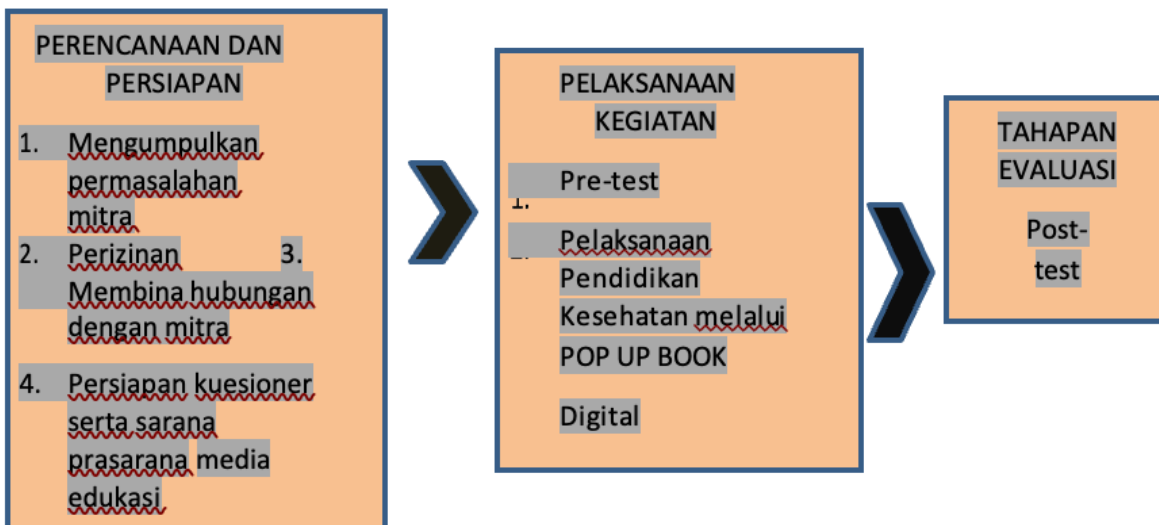 PERENCANAAN DAN
PERSIAPAN
1. Mengumpulkan
permasalahan
mitra
2. Perizinan 3.
Membina hubungan
dengan mitra
4. Persiapan kuesioner
serta sarana
prasarana media
edukasi
PELAKSANAAN
KEGIATAN
1. Pre-test
Pelaksanaan
Pendidikan
Kesehatan melalui
POP UP BOOK
Digital
TAHAPAN
EVALUASI
Post-
test